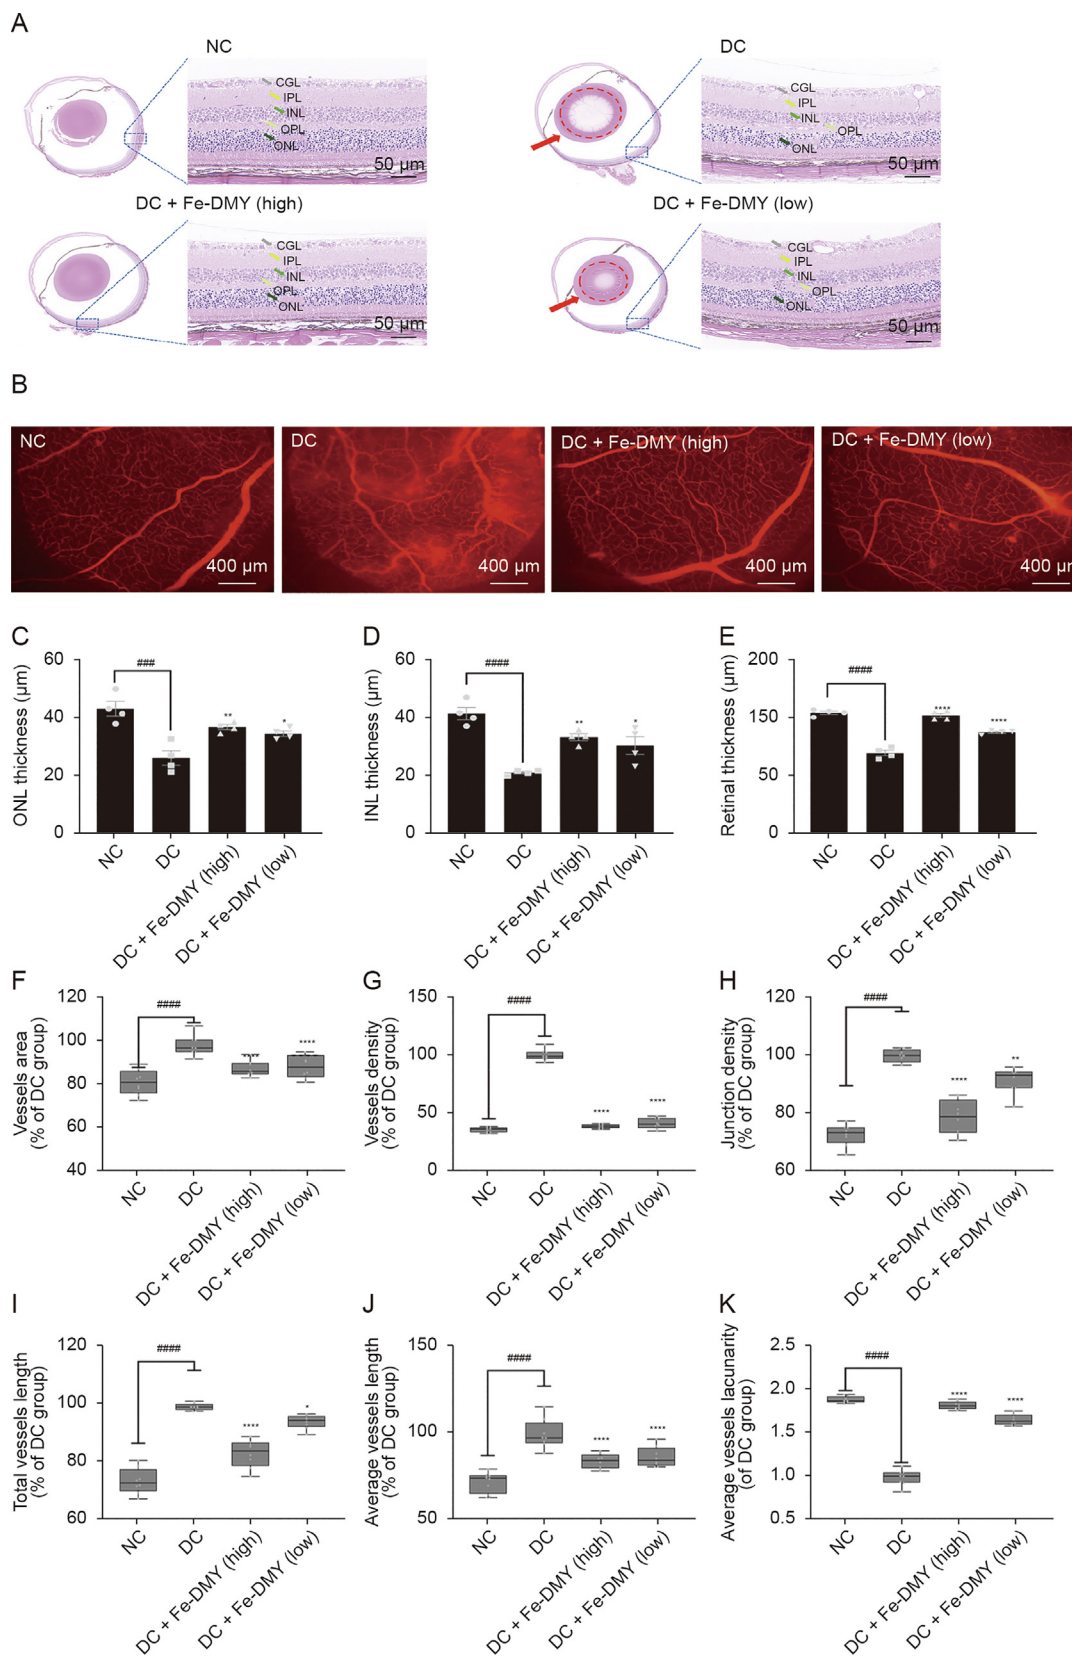 A
NC
CGL
IPL
INL
OPL
ONL
50 µm
DC
CGL
IPL
INL
OPL
ONL
50 µm
DC + Fe-DMY (high)
CGL
IPL
INL
OPL
ONL
50 µm
DC + Fe-DMY (low)
CGL
IPL
INL
OPL
ONL
50 µm
B
NC
400 µm
DC
400 µm
DC + Fe-DMY (high)
400 µm
DC + Fe-DMY (low)
400 µm
C
ONL thickness (µm)
60
40
20
0
###
**
*
NC
DC
DC + Fe-DMY (high)
DC + Fe-DMY (low)
D
INL thickness (µm)
60
40
20
0
####
**
*
NC
DC
DC + Fe-DMY (high)
DC + Fe-DMY (low)
E
Retinal thickness (µm)
200
150
50
0
####
****
****
NC
DC
DC + Fe-DMY (high)
DC + Fe-DMY (low)
F
Vessels area
(% of DC group)
120
100
80
60
40
####
****
****
NC
DC
DC + Fe-DMY (high)
DC + Fe-DMY (low)
G
Vessels density
(% of DC group)
150
100
50
0
####
****
****
NC
DC
DC + Fe-DMY (high)
DC + Fe-DMY (low)
H
Junction density
(% of DC group)
120
100
80
60
####
****
**
NC
DC
DC + Fe-DMY (high)
DC + Fe-DMY (low)
I
Total vessels length
(% of DC group)
120
100
80
60
####
****
*
NC
DC
DC + Fe-DMY (high)
DC + Fe-DMY (low)
J
Average vessels length
(% of DC group)
150
100
50
####
****
****
NC
DC
DC + Fe-DMY (high)
DC + Fe-DMY (low)
K
Average vessels lacunarity
(of DC group)
2.5
2.0
1.5
1.0
0.5
####
****
****
NC
DC
DC + Fe-DMY (high)
DC + Fe-DMY (low)